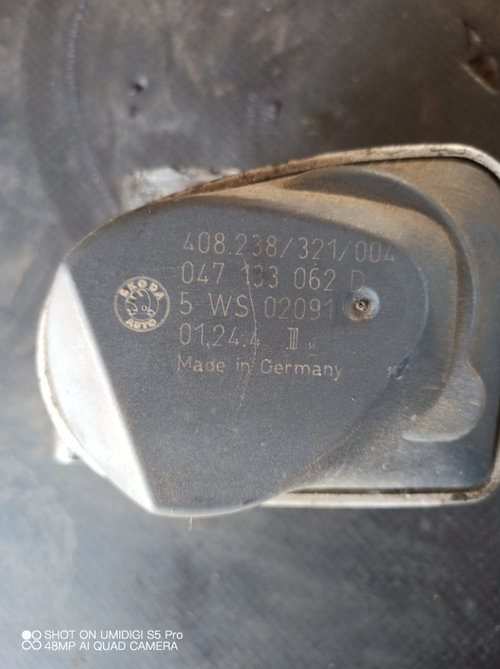 408.238/321/004
047 133 062 D
SKODA
AUTO
5 WS 02091
01.24.4
Made in Germany
SHOT ON UMIDIGI S5 Pro
48MP AI QUAD CAMERA